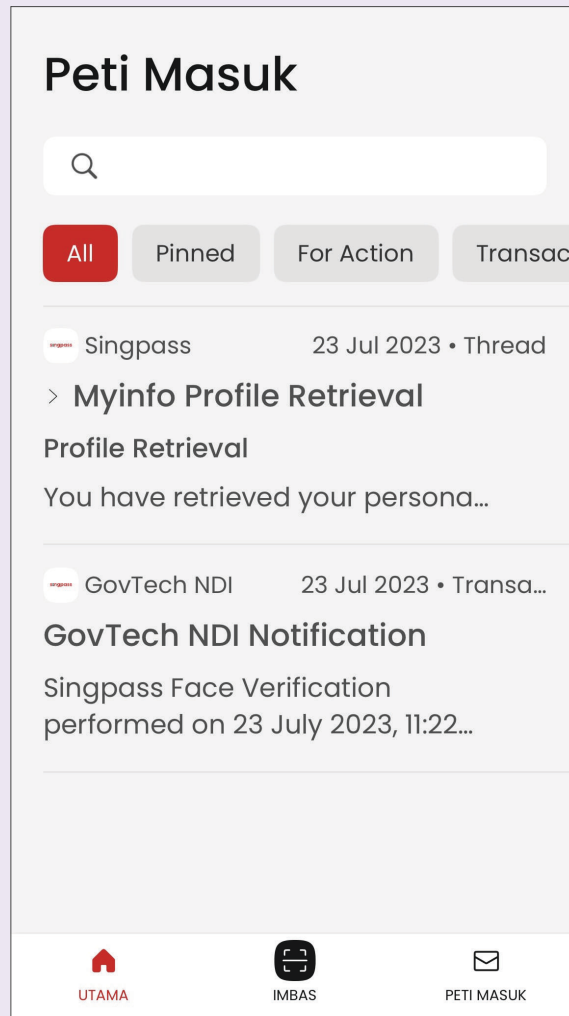 Peti Masuk
All Pinned For Action Transac
singpass Singpass 23 Jul 2023 • Thread
> Myinfo Profile Retrieval
Profile Retrieval
You have retrieved your persona...
singpass GovTech NDI 23 Jul 2023 • Transa...
GovTech NDI Notification
Singpass Face Verification
performed on 23 July 2023, 11:22...
UTAMA IMBAS PETI MASUK